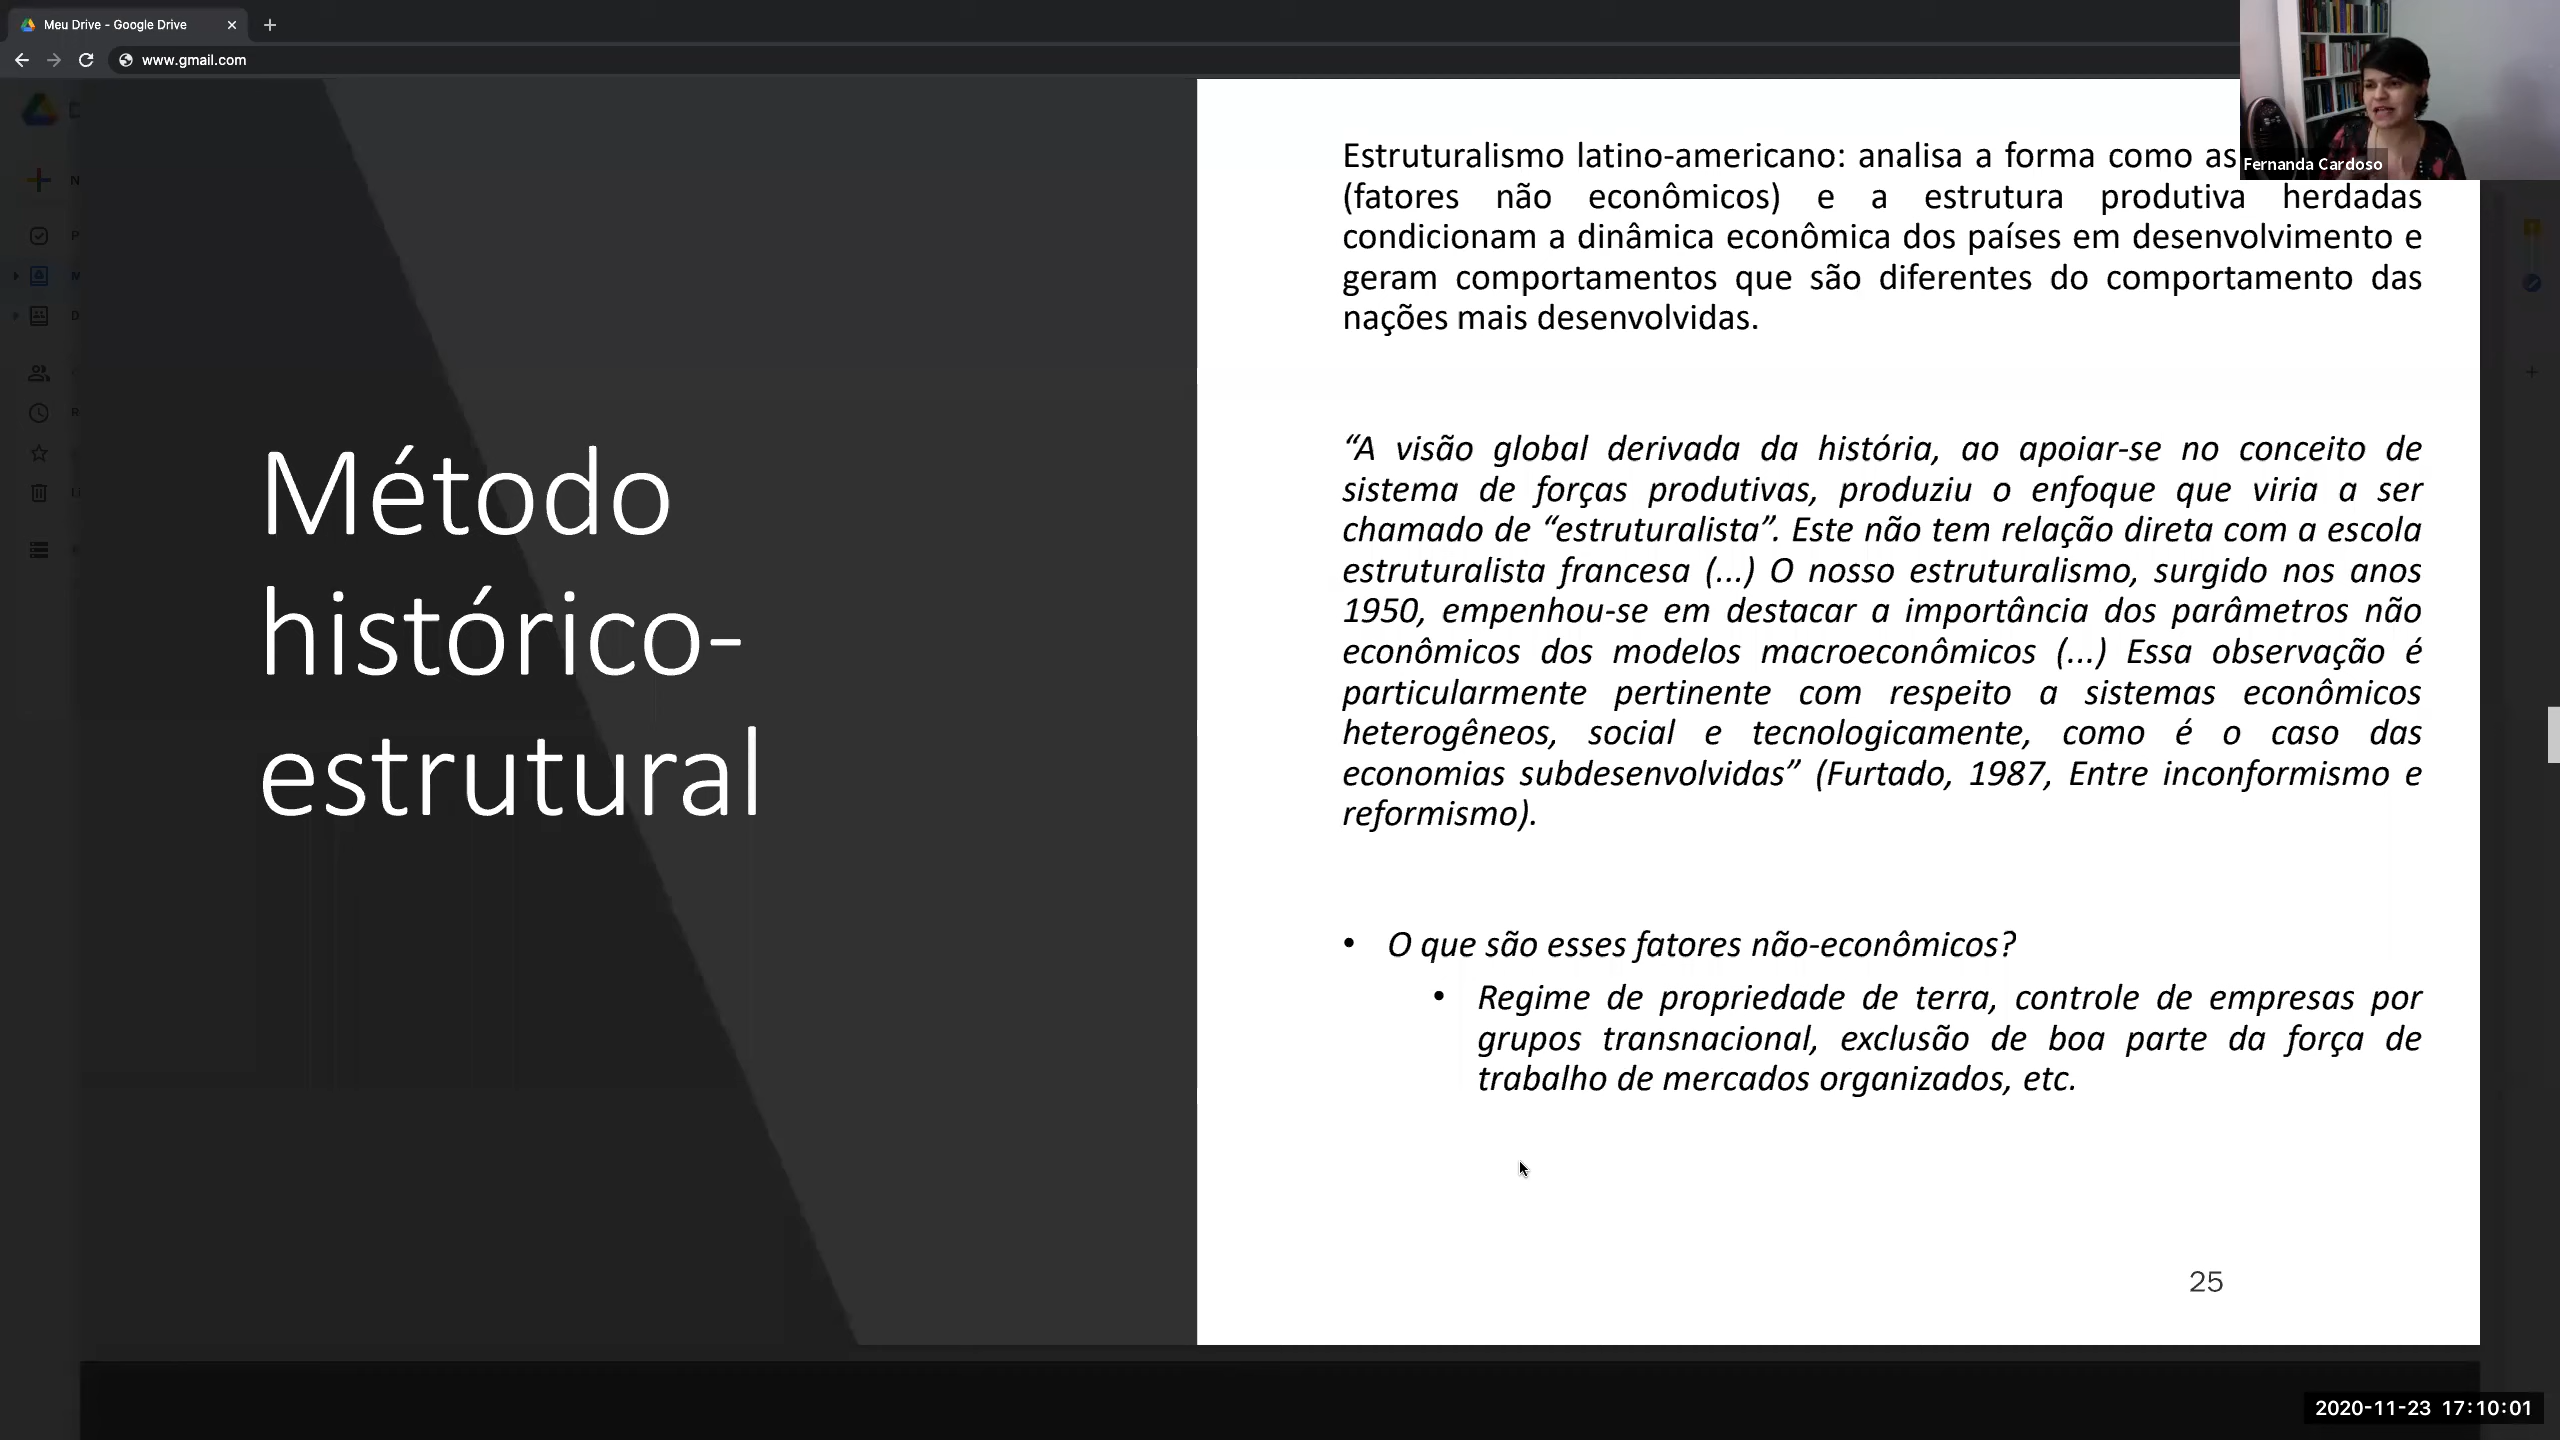 Meu Drive - Google Drive
www.gmail.com
Fernanda Cardoso
Método
histórico-
estrutural
Estruturalismo latino-americano: analisa a forma como as
(fatores não econômicos) e a estrutura produtiva herdadas
condicionam a dinâmica econômica dos países em desenvolvimento e
geram comportamentos que são diferentes do comportamento das
nações mais desenvolvidas.
“A visão global derivada da história, ao apoiar-se no conceito de
sistema de forças produtivas, produziu o enfoque que viria a ser
chamado de “estruturalista”. Este não tem relação direta com a escola
estruturalista francesa (...) O nosso estruturalismo, surgido nos anos
1950, empenhou-se em destacar a importância dos parâmetros não
econômicos dos modelos macroeconômicos (...) Essa observação é
particularmente pertinente com respeito a sistemas econômicos
heterogêneos, social e tecnologicamente, como é o caso das
economias subdesenvolvidas” (Furtado, 1987, Entre inconformismo e
reformismo).
• O que são esses fatores não-econômicos?
• Regime de propriedade de terra, controle de empresas por
grupos transnacional, exclusão de boa parte da força de
trabalho de mercados organizados, etc.
25
2020-11-23 17:10:01